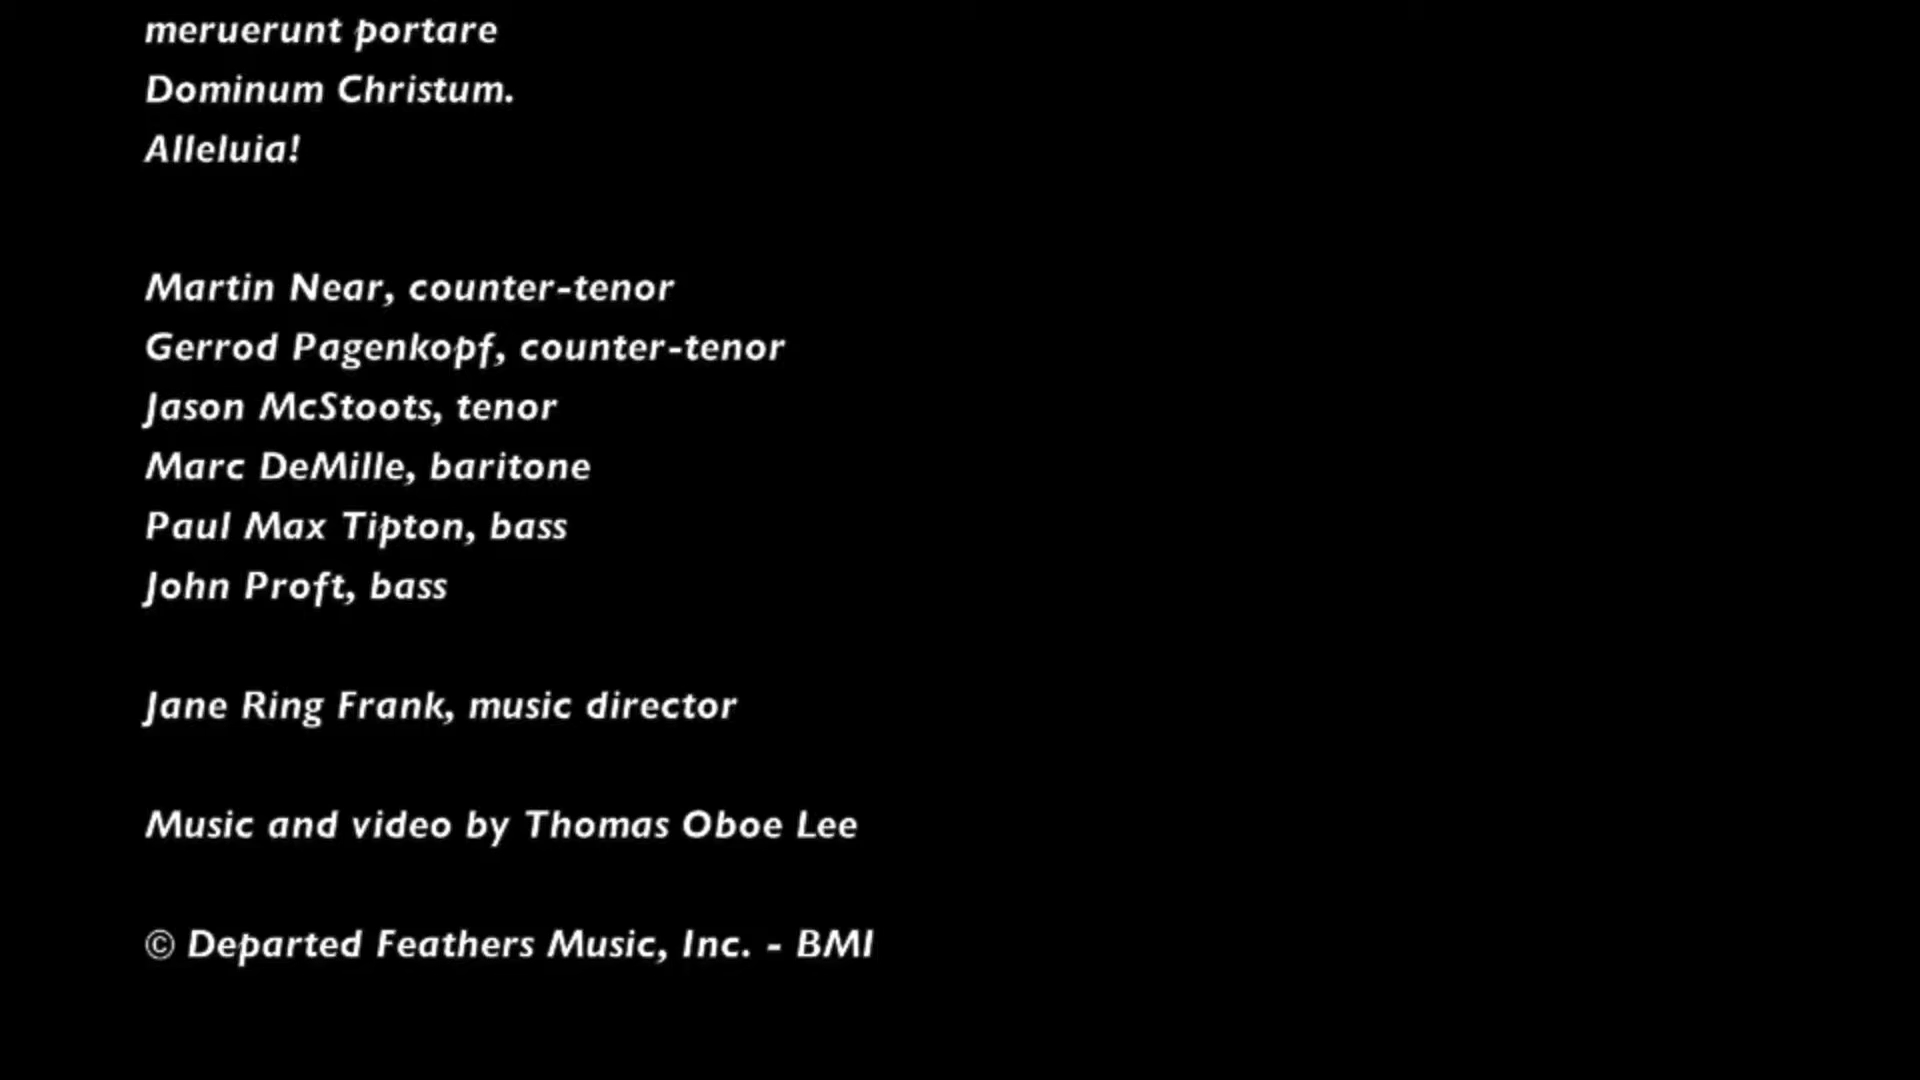 meruerunt portare
Dominum Christum.
Alleluia!
Martin Near, counter-tenor
Gerrod Pagenkopf, counter-tenor
Jason McStoots, tenor
Marc DeMille, baritone
Paul Max Tipton, bass
John Proft, bass
Jane Ring Frank, music director
Music and video by Thomas Oboe Lee
© Departed Feathers Music, Inc. - BMI